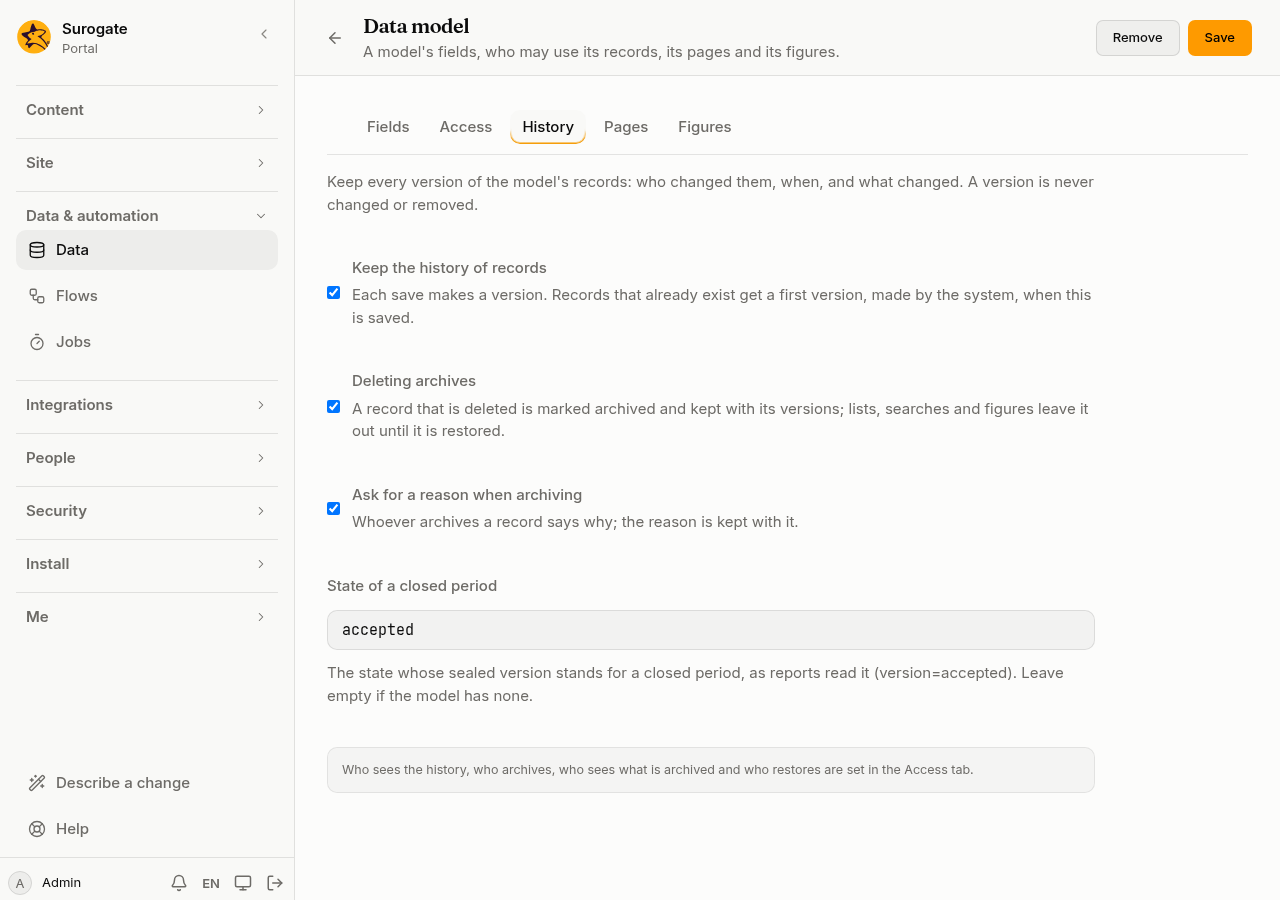 Surogate
Portal
Content
Site
Data & automation
Data
Flows
Jobs
Integrations
People
Security
Install
Me
Describe a change
Help
A
Admin
EN
Data model
A model's fields, who may use its records, its pages and its figures.
Remove
Save
Fields
Access
History
Pages
Figures
Keep every version of the model's records: who changed them, when, and what changed. A version is never
changed or removed.
Keep the history of records
Each save makes a version. Records that already exist get a first version, made by the system, when this
is saved.
Deleting archives
A record that is deleted is marked archived and kept with its versions; lists, searches and figures leave it
out until it is restored.
Ask for a reason when archiving
Whoever archives a record says why; the reason is kept with it.
State of a closed period
accepted
The state whose sealed version stands for a closed period, as reports read it (version=accepted). Leave
empty if the model has none.
Who sees the history, who archives, who sees what is archived and who restores are set in the Access tab.